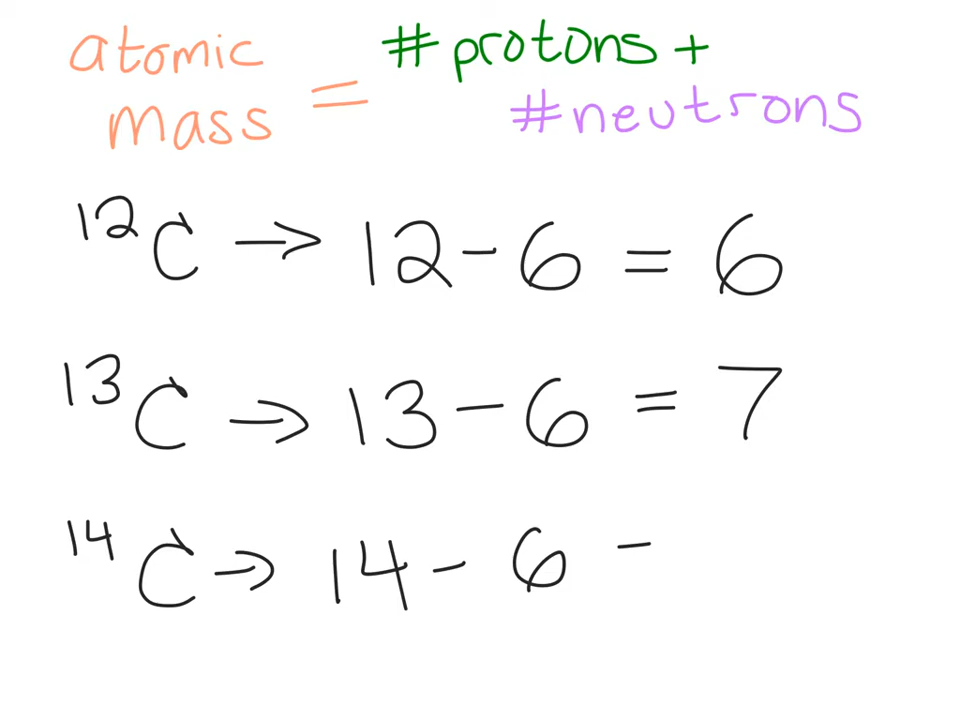 atomic mass = #protons +
#neutrons
¹²C → 12 - 6 = 6
¹³C → 13 - 6 = 7
¹⁴C → 14 - 6 -